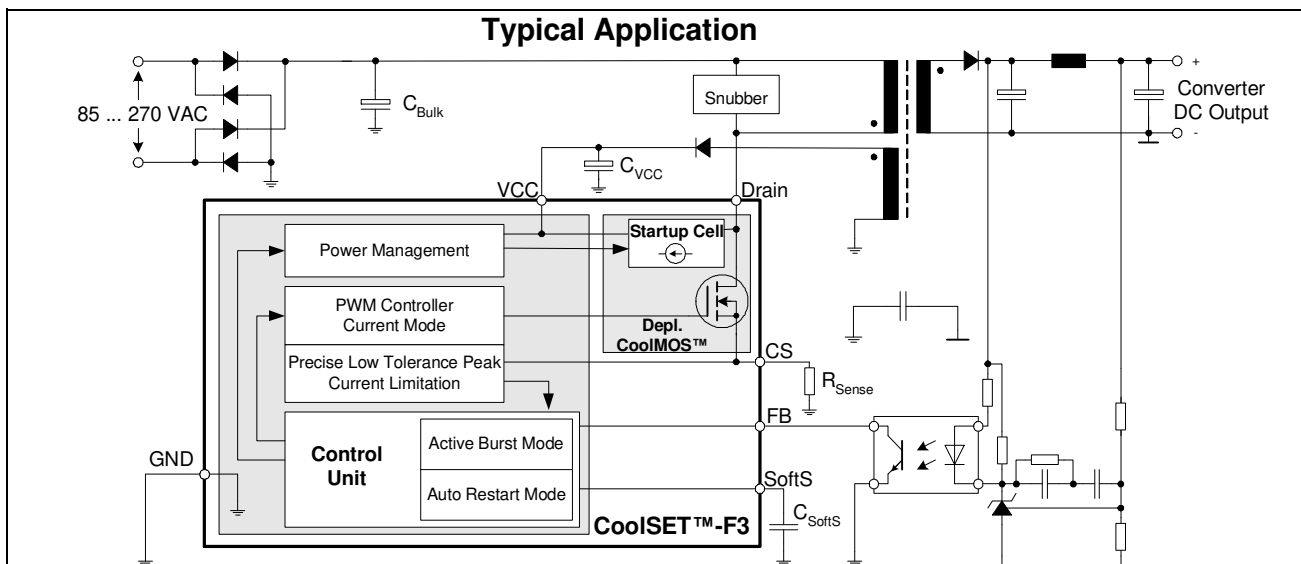 Typical Application
+
Snubber
C Bulk
Converter
DC Output
85 ... 270 VAC
-
C VCC
VCC
Drain
Startup Cell
Power Management
PWM Controller
Current Mode
Depl.
CoolMOS™
CS
Precise Low Tolerance Peak
Current Limitation
R Sense
FB
Active Burst Mode
Control
Unit
GND
SoftS
Auto Restart Mode
C SoftS
CoolSET™-F3